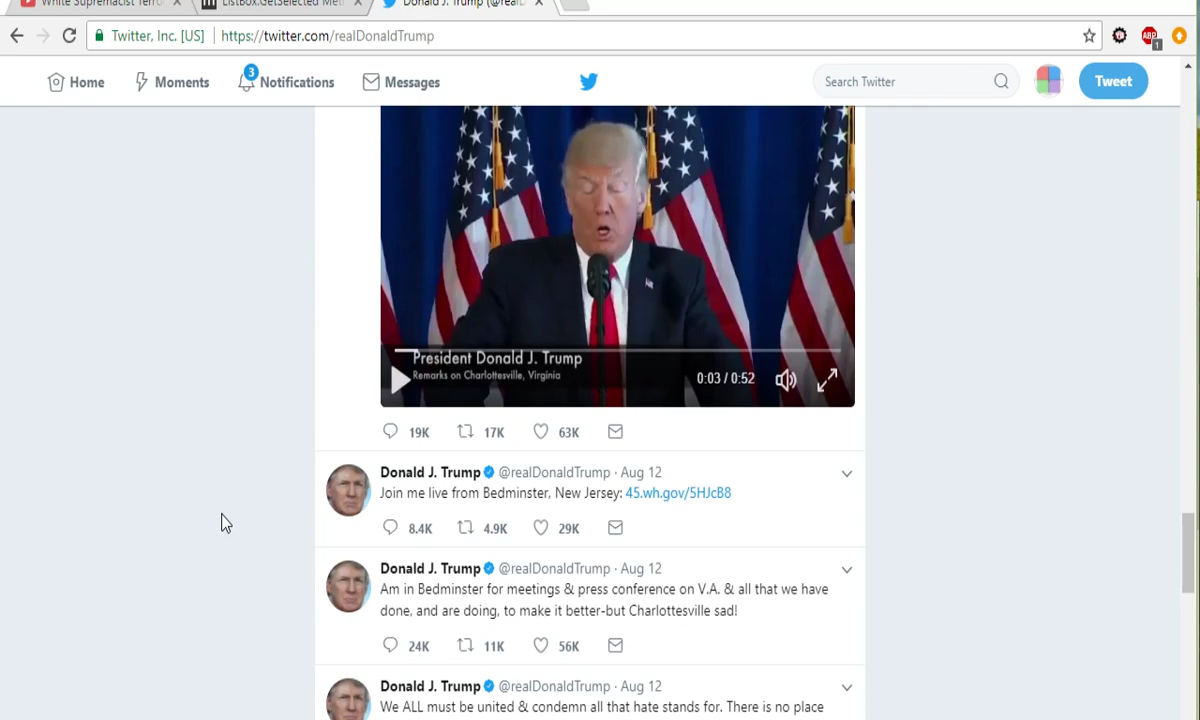 White Supremacist Terro
ListBox.GetSelected Met
Donald J. Trump (@real
Twitter, Inc. [US] https://twitter.com/realDonaldTrump
ABP
1
3
Home Moments Notifications Messages Search Twitter Tweet
President Donald J. Trump
Remarks on Charlottesville, Virginia
0:03 / 0:52
19K 17K 63K
Donald J. Trump @realDonaldTrump · Aug 12
Join me live from Bedminster, New Jersey: 45.wh.gov/5HJcB8
8.4K 4.9K 29K
Donald J. Trump @realDonaldTrump · Aug 12
Am in Bedminster for meetings & press conference on V.A. & all that we have
done, and are doing, to make it better-but Charlottesville sad!
24K 11K 56K
Donald J. Trump @realDonaldTrump · Aug 12
We ALL must be united & condemn all that hate stands for. There is no place